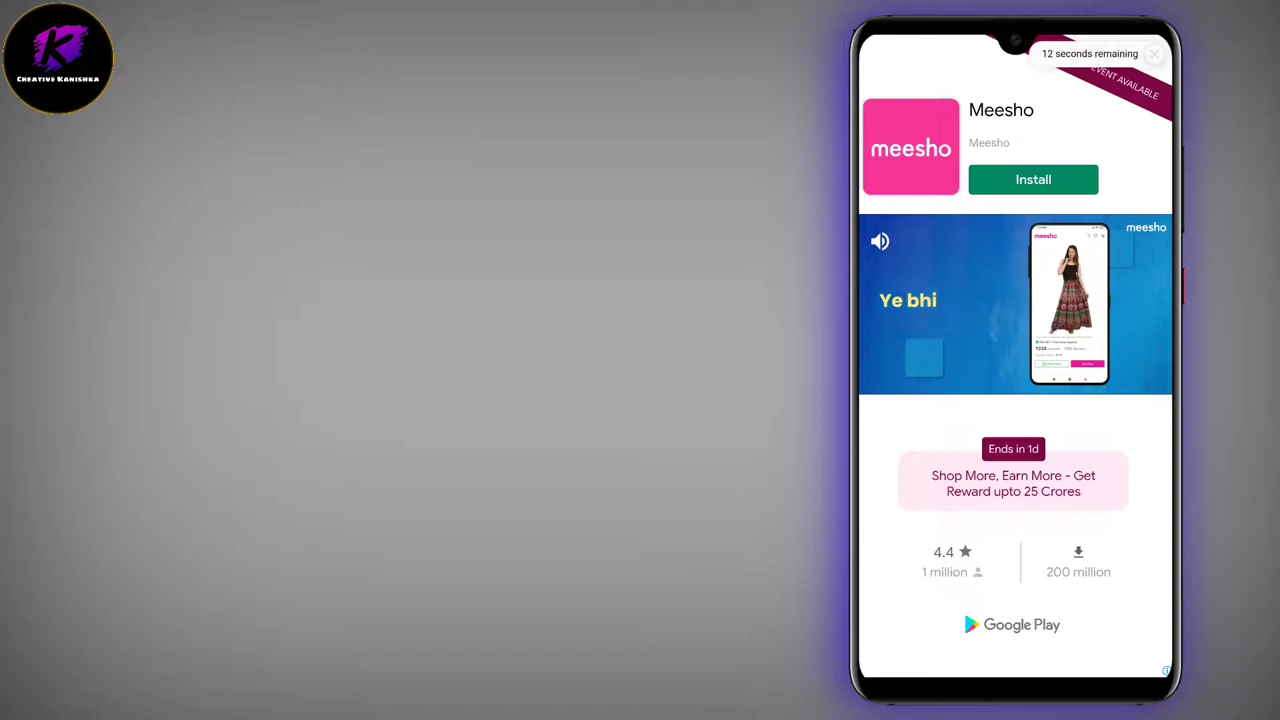 K
CREATIVE KANISHKA
12 seconds remaining
EVENT AVAILABLE
Meesho
meesho
Meesho
Install
meesho
meesho
Ye bhi
Ends in 1d
Shop More, Earn More - Get
Reward upto 25 Crores
4.4
1 million
200 million
Google Play